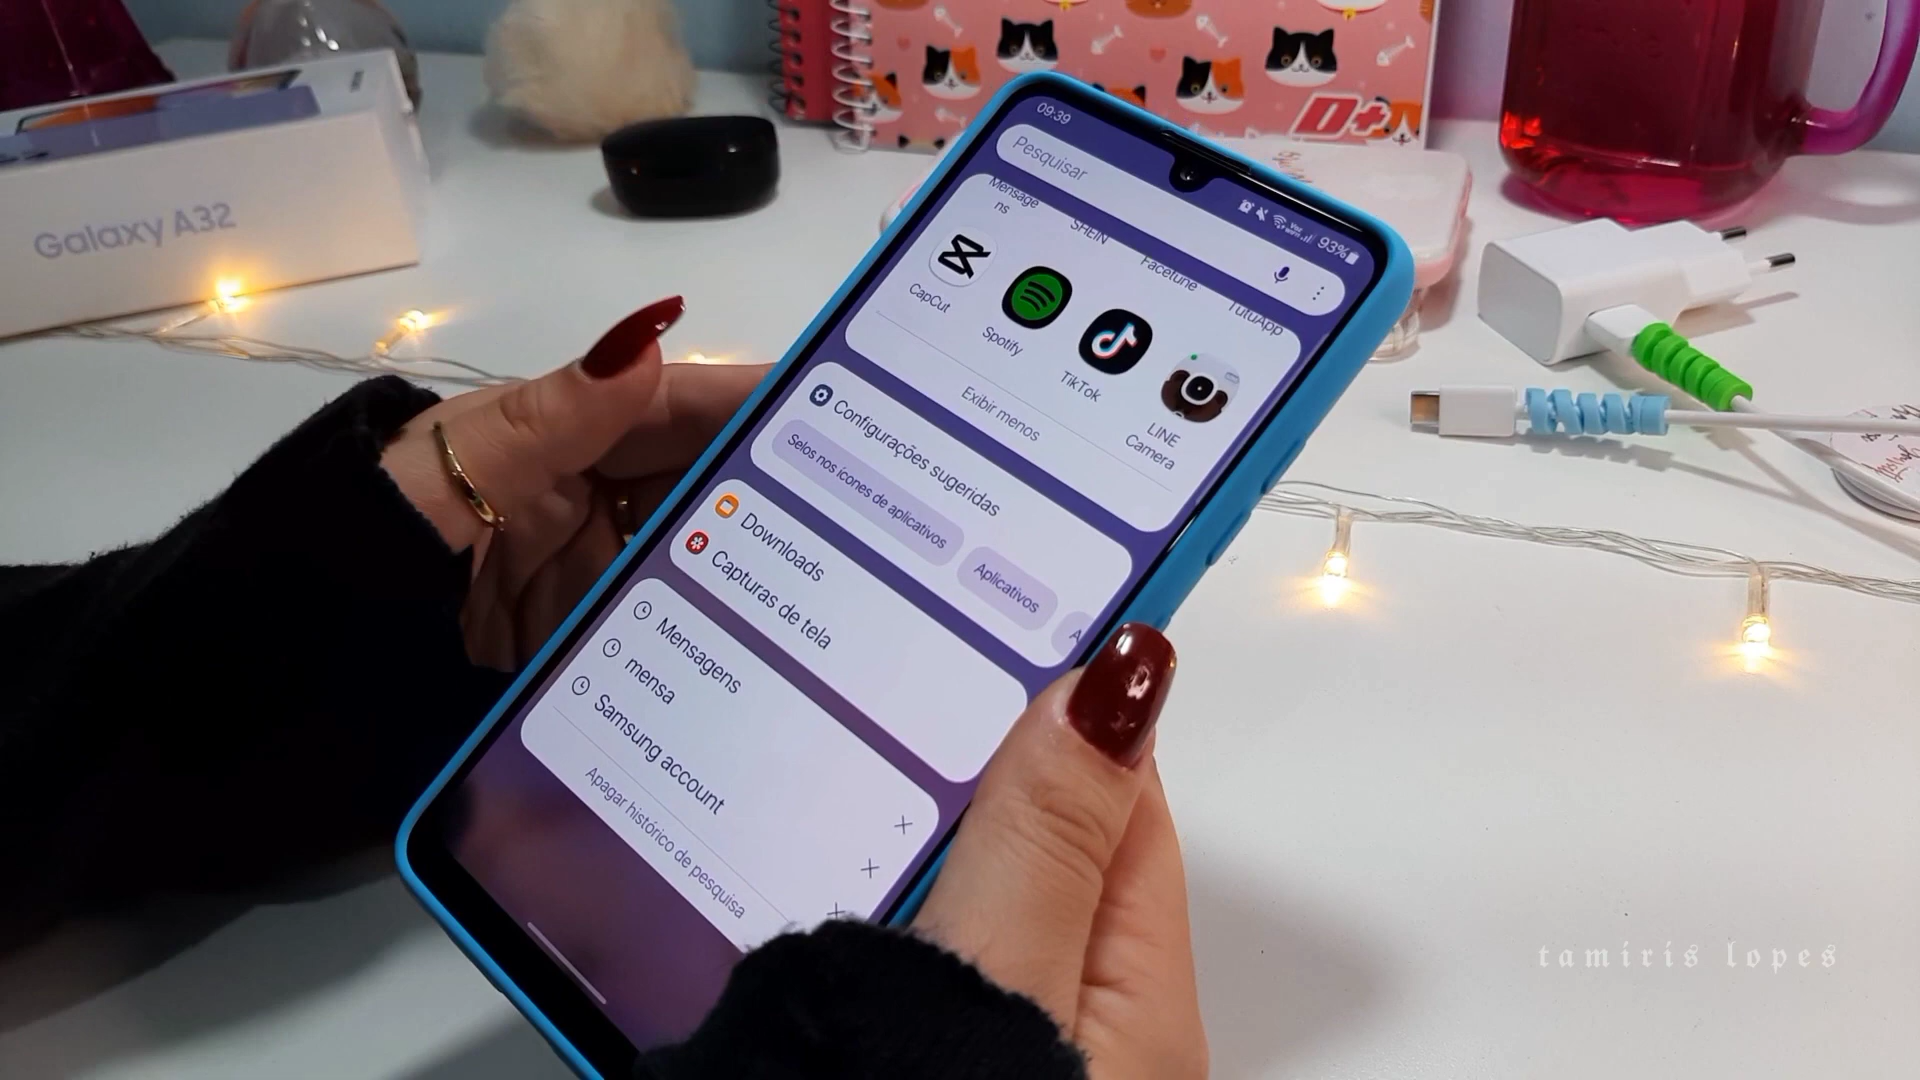 Galaxy A32
D+
09:39
93%
Pesquisar
Mensage
ns
SHEIN
Facetune
TutuApp
CapCut
Spotify
TikTok
LINE
Camera
Exibir menos
Configurações sugeridas
Selos nos ícones de aplicativos
Aplicativos
A
Downloads
Capturas de tela
Mensagens
mensa
Samsung account
Apagar histórico de pesquisa
tamiris lopes